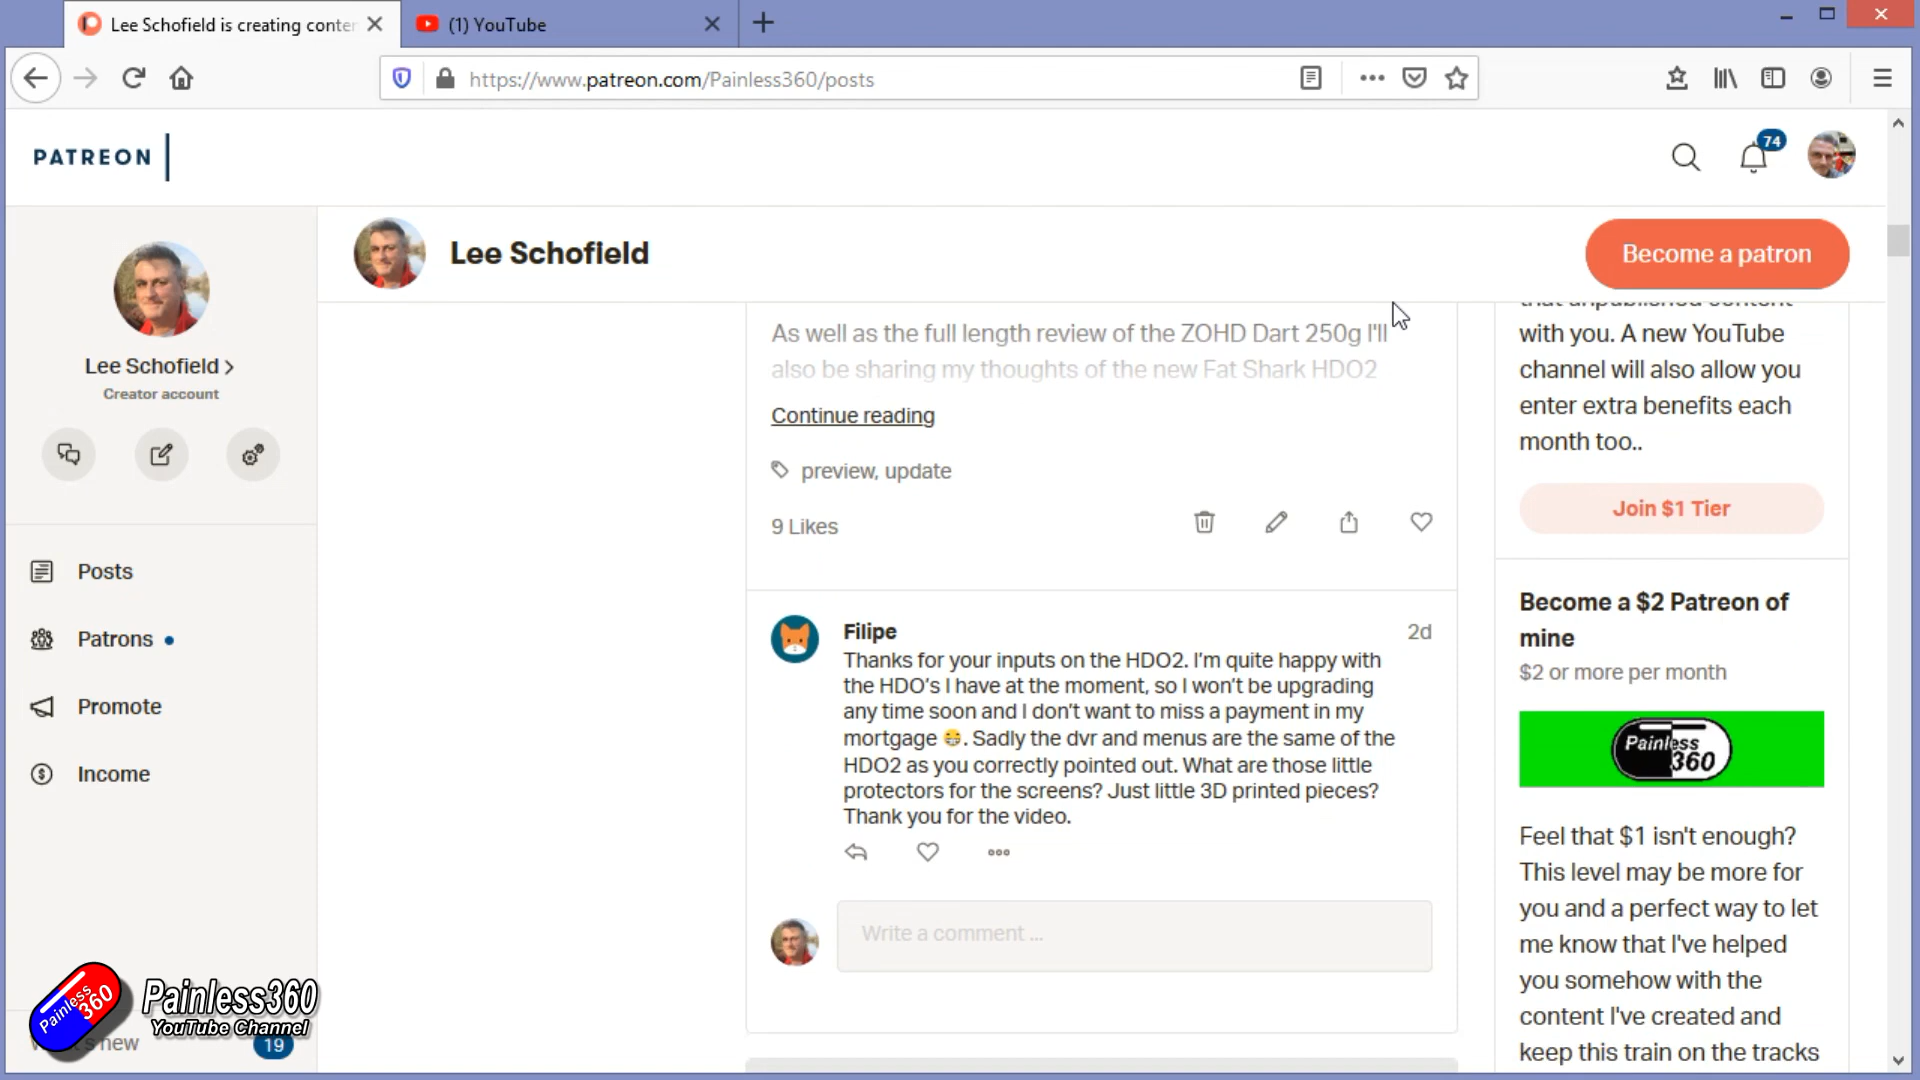 Lee Schofield is creating conter
(1) YouTube
https://www.patreon.com/Painless360/posts
PATREON
74
Lee Schofield
Become a patron
Lee Schofield
Creator account
Posts
Patrons
Promote
Income
19
As well as the full length review of the ZOHD Dart 250g I'll
also be sharing my thoughts of the new Fat Shark HDO2
Continue reading
preview, update
9 Likes
Filipe
2d
Thanks for your inputs on the HDO2. I'm quite happy with
the HDO's I have at the moment, so I won't be upgrading
any time soon and I don't want to miss a payment in my
mortgage 😁. Sadly the dvr and menus are the same of the
HDO2 as you correctly pointed out. What are those little
protectors for the screens? Just little 3D printed pieces?
Thank you for the video.
Write a comment ...
that unpublished content
with you. A new YouTube
channel will also allow you
enter extra benefits each
month too..
Join $1 Tier
Become a $2 Patreon of
mine
$2 or more per month
Painless
360
Feel that $1 isn't enough?
This level may be more for
you and a perfect way to let
me know that I've helped
you somehow with the
content I've created and
keep this train on the tracks
Painless
360
Painless360
YouTube Channel
new